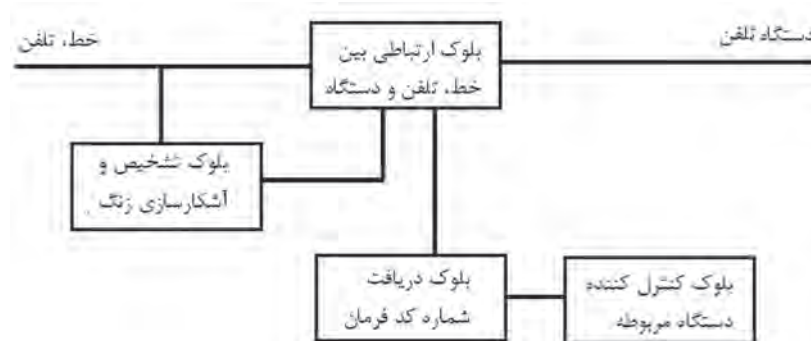 خط، تلفن
دستگاه تلفن
بلوک ارتباطی بین
خط، تلفن و دستگاه
بلوک تشخیص و
آشکارسازی زنگ
بلوک دریافت
شماره کد فرمان
بلوک کنترل کننده
دستگاه مربوطه